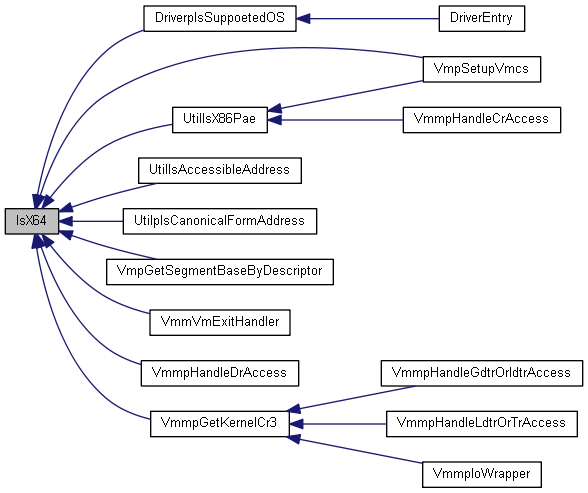 DriverpIsSuppoetedOS
DriverEntry
VmpSetupVmcs
UtilIsX86Pae
VmmpHandleCrAccess
UtilIsAccessibleAddress
IsX64
UtilpIsCanonicalFormAddress
VmpGetSegmentBaseByDescriptor
VmmVmExitHandler
VmmpHandleDrAccess
VmmpHandleGdtrOrIdtrAccess
VmmpGetKernelCr3
VmmpHandleLdtrOrTrAccess
VmmpIoWrapper